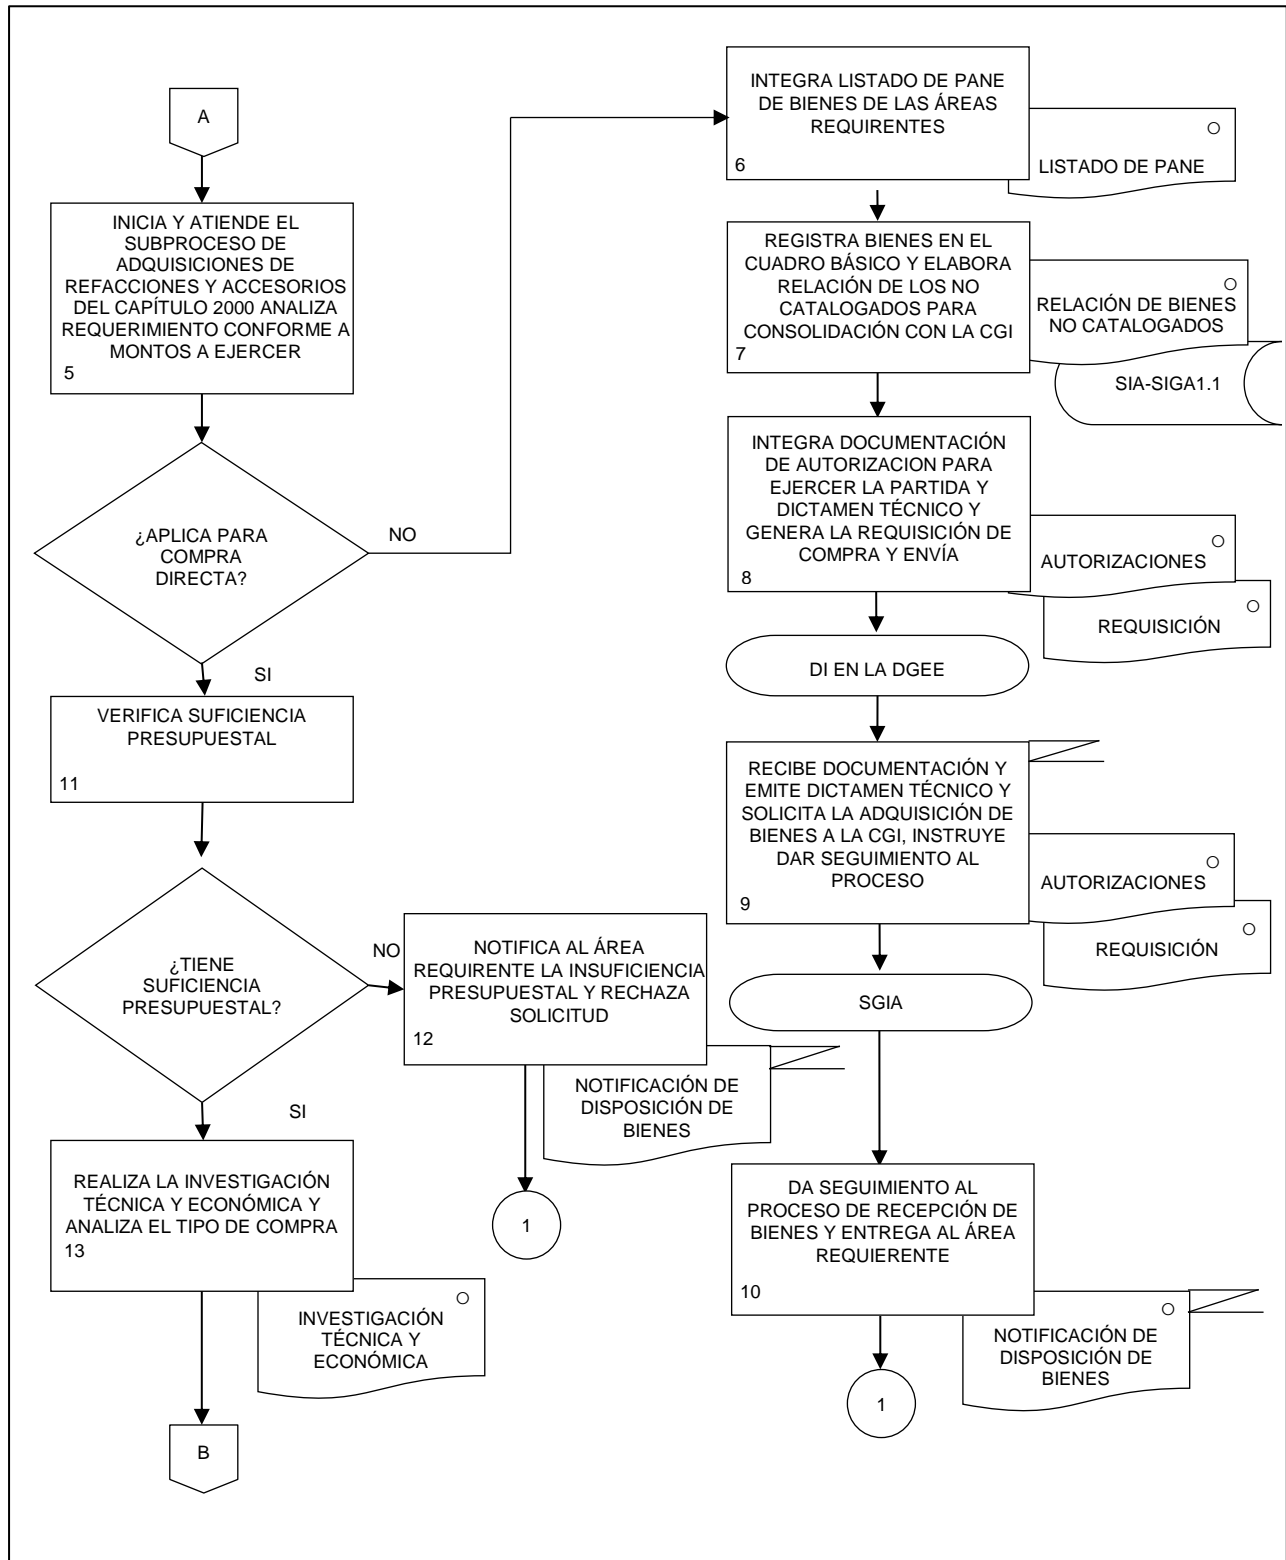 A
INICIA Y ATIENDE EL
SUBPROCESO DE
ADQUISICIONES DE
REFACCIONES Y ACCESORIOS
DEL CAPÍTULO 2000 ANALIZA
REQUERIMIENTO CONFORME A
MONTOS A EJERCER
5
¿APLICA PARA
COMPRA
DIRECTA?
NO
SI
VERIFICA SUFICIENCIA
PRESUPUESTAL
11
¿TIENE
SUFICIENCIA
PRESUPUESTAL?
NO
SI
NOTIFICA AL ÁREA
REQUIRENTE LA INSUFICIENCIA
PRESUPUESTAL Y RECHAZA
SOLICITUD
12
NOTIFICACIÓN DE
DISPOSICIÓN DE
BIENES
1
REALIZA LA INVESTIGACIÓN
TÉCNICA Y ECONÓMICA Y
ANALIZA EL TIPO DE COMPRA
13
INVESTIGACIÓN
TÉCNICA Y
ECONÓMICA
B
INTEGRA LISTADO DE PANE
DE BIENES DE LAS ÁREAS
REQUIRENTES
6
LISTADO DE PANE
REGISTRA BIENES EN EL
CUADRO BÁSICO Y ELABORA
RELACIÓN DE LOS NO
CATALOGADOS PARA
CONSOLIDACIÓN CON LA CGI
7
RELACIÓN DE BIENES
NO CATALOGADOS
SIA-SIGA1.1
INTEGRA DOCUMENTACIÓN
DE AUTORIZACION PARA
EJERCER LA PARTIDA Y
DICTAMEN TÉCNICO Y
GENERA LA REQUISICIÓN DE
COMPRA Y ENVÍA
8
AUTORIZACIONES
REQUISICIÓN
DI EN LA DGEE
RECIBE DOCUMENTACIÓN Y
EMITE DICTAMEN TÉCNICO Y
SOLICITA LA ADQUISICIÓN DE
BIENES A LA CGI, INSTRUYE
DAR SEGUIMIENTO AL
PROCESO
9
AUTORIZACIONES
REQUISICIÓN
SGIA
DA SEGUIMIENTO AL
PROCESO DE RECEPCIÓN DE
BIENES Y ENTREGA AL ÁREA
REQUIERENTE
10
NOTIFICACIÓN DE
DISPOSICIÓN DE
BIENES
1